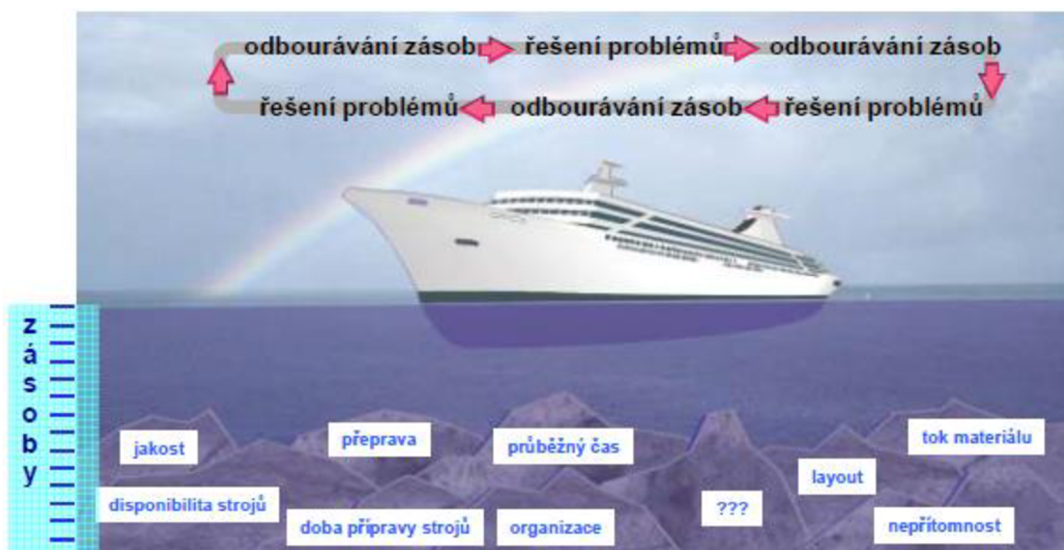 odbourávání zásob
řešení problémů
odbourávání zásob
řešení problémů
odbourávání zásob
řešení problémů
zásoby
jakost
přeprava
průběžný čas
tok materiálu
layout
disponibilita strojů
doba přípravy strojů
organizace
???
nepřítomnost